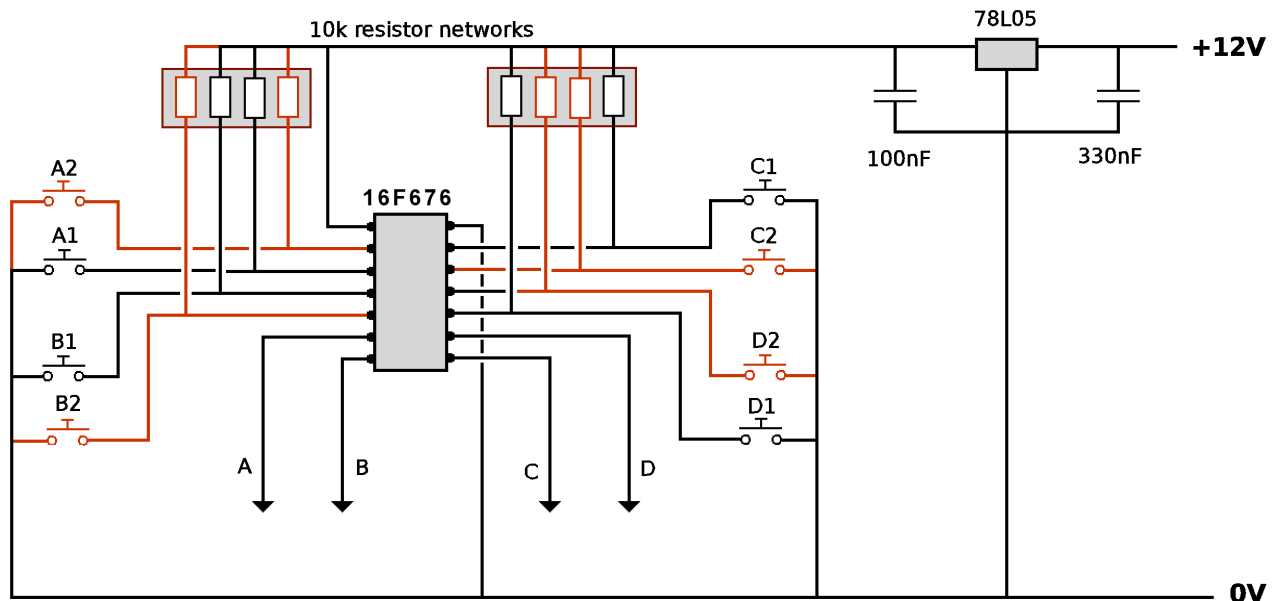 78L05
10k resistor networks
+12V
100nF
330nF
A2
C1
16F676
A1
C2
B1
D2
B2
D1
A
B
C
D
0V